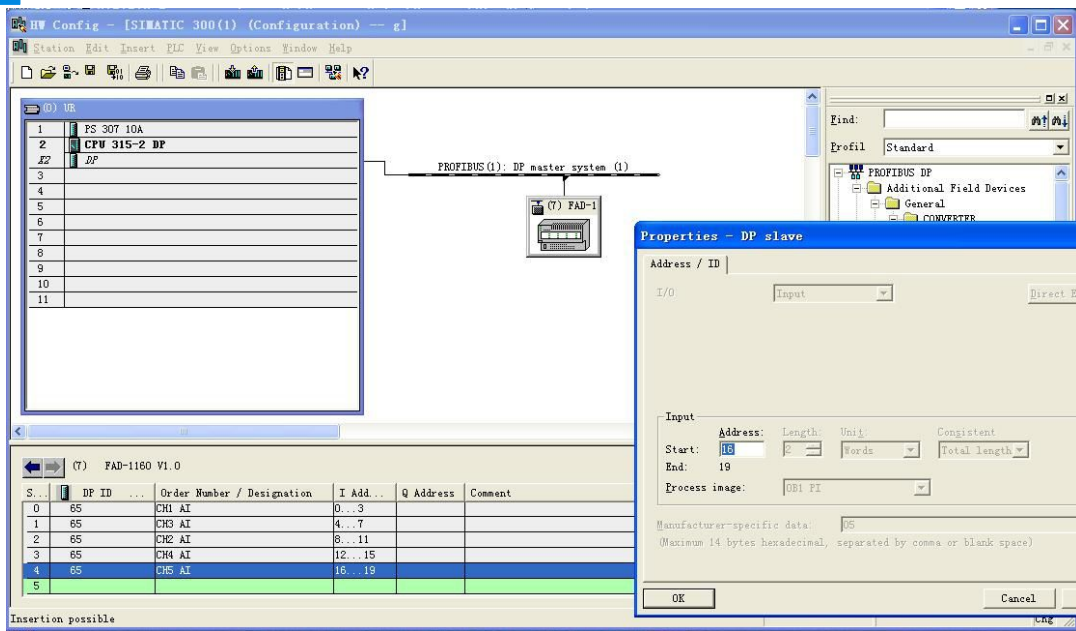 HW Config - [SIMATIC 300(1) (Configuration) -- g]
Station Edit Insert PLC View Options Window Help
(0) UR
1 PS 307 10A
2 CPU 315-2 DP
E2 DP
3
4
5
6
7
8
9
10
11
PROFIBUS(1): DP master system (1)
(7) FAD-1
Find:
Profil Standard
PROFIBUS DP
Additional Field Devices
General
CONVERTER
Properties - DP slave
Address / ID
I/O Input Direct E
Input
Address: Length: Unit: Consistent
Start: 16 2 Words Total length
End: 19
Process image: OB1 PI
Manufacturer-specific data: 05
(Maximum 14 bytes hexadecimal, separated by comma or blank space)
OK Cancel
(7) FAD-1160 V1.0
S... DP ID ... Order Number / Designation I Add... Q Address Comment
0 65 CH1 AI 0...3
1 65 CH3 AI 4...7
2 65 CH2 AI 8...11
3 65 CH4 AI 12...15
4 65 CH5 AI 16...19
5
Insertion possible
Chg